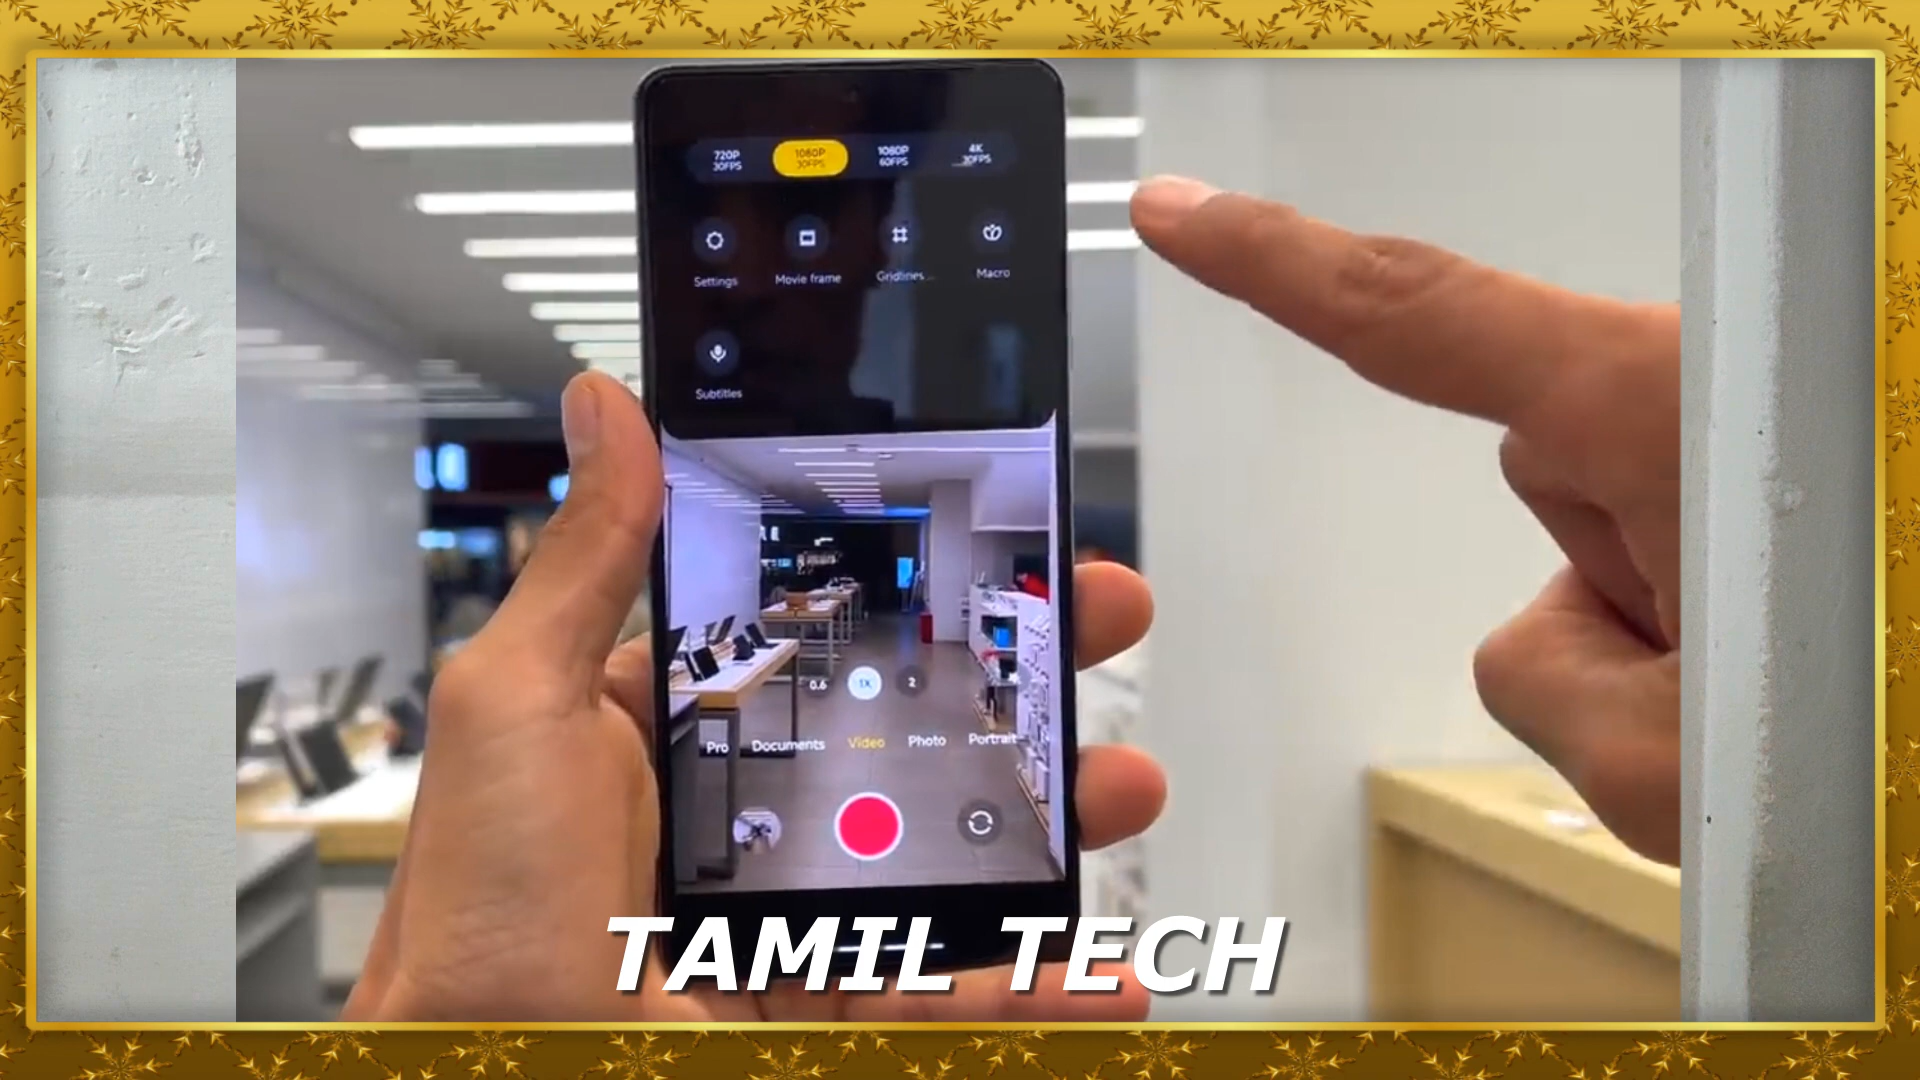 720P 1080P 1080P 4K
30FPS 30FPS 60FPS 30FPS
Settings Movie frame Gridlines Macro
Subtitles
0.6 1X 2
Pro Documents Video Photo Portrait
TAMIL TECH